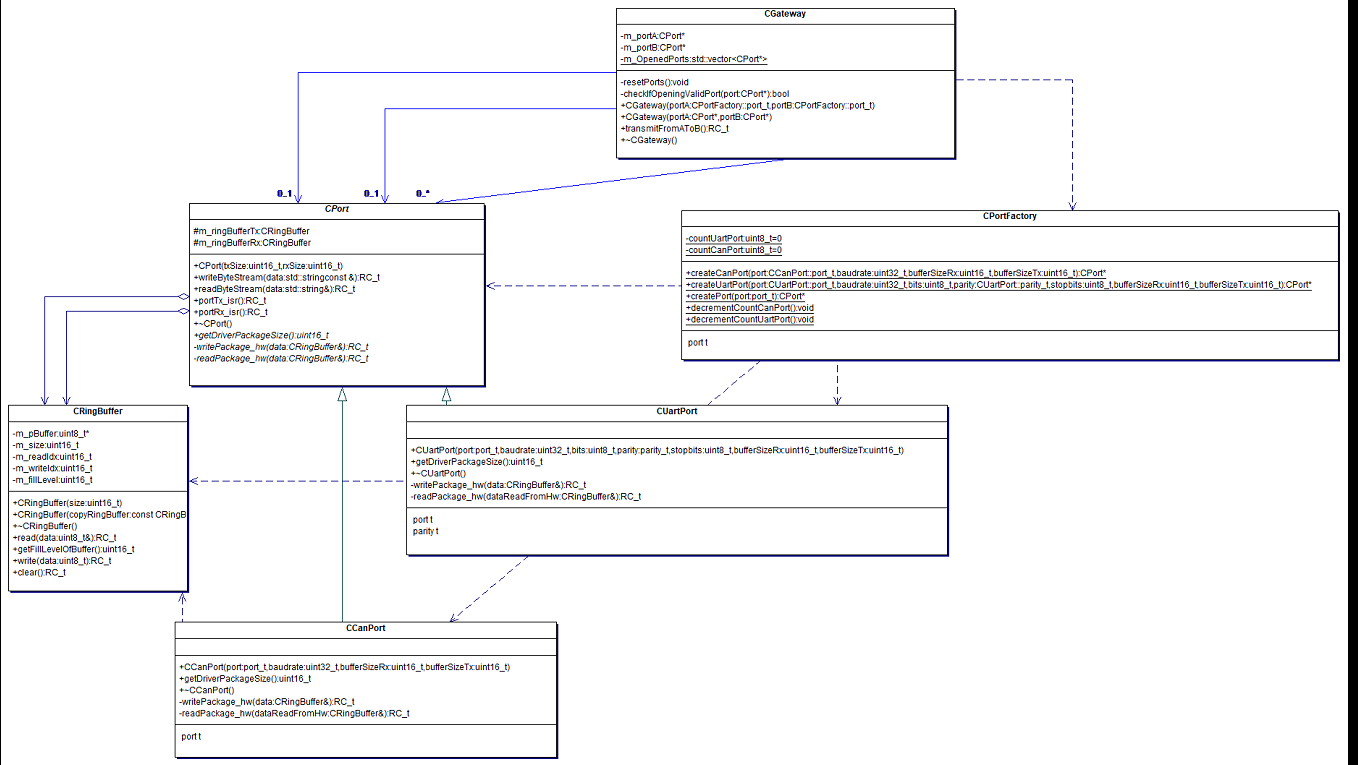 CGateway
-m_portA:CPort*
-m_portB:CPort*
-m_OpenedPorts:std::vector<CPort*>
-resetPorts():void
-checkIfOpeningValidPort(port:CPort*):bool
+CGateway(portA:CPortFactory::port_t,portB:CPortFactory::port_t)
+CGateway(portA:CPort*,portB:CPort*)
+transmitFromAToB():RC_t
+~CGateway()
0..1
0..1
0..*
CPort
#m_ringBufferTx:CRingBuffer
#m_ringBufferRx:CRingBuffer
+CPort(txSize:uint16_t,rxSize:uint16_t)
+writeByteStream(data:std::stringconst &):RC_t
+readByteStream(data:std::string&):RC_t
+portTx_isr():RC_t
+portRx_isr():RC_t
+~CPort()
+getDriverPackageSize():uint16_t
-writePackage_hw(data:CRingBuffer&):RC_t
-readPackage_hw(data:CRingBuffer&):RC_t
CPortFactory
-countUartPort:uint8_t=0
-countCanPort:uint8_t=0
+createCanPort(port:CCanPort::port_t,baudrate:uint32_t,bufferSizeRx:uint16_t,bufferSizeTx:uint16_t):CPort*
+createUartPort(port:CUartPort::port_t,baudrate:uint32_t,bits:uint8_t,parity:CUartPort::parity_t,stopbits:uint8_t,bufferSizeRx:uint16_t,bufferSizeTx:uint16_t):CPort*
+createPort(port:port_t):CPort*
+decrementCountCanPort():void
+decrementCountUartPort():void
port t
CRingBuffer
-m_pBuffer:uint8_t*
-m_size:uint16_t
-m_readIdx:uint16_t
-m_writeIdx:uint16_t
-m_fillLevel:uint16_t
+CRingBuffer(size:uint16_t)
+CRingBuffer(copyRingBuffer:const CRingB
+~CRingBuffer()
+read(data:uint8_t&):RC_t
+getFillLevelOfBuffer():uint16_t
+write(data:uint8_t):RC_t
+clear():RC_t
CUartPort
+CUartPort(port:port_t,baudrate:uint32_t,bits:uint8_t,parity:parity_t,stopbits:uint8_t,bufferSizeRx:uint16_t,bufferSizeTx:uint16_t)
+getDriverPackageSize():uint16_t
+~CUartPort()
-writePackage_hw(data:CRingBuffer&):RC_t
-readPackage_hw(dataReadFromHw:CRingBuffer&):RC_t
port t
parity t
CCanPort
+CCanPort(port:port_t,baudrate:uint32_t,bufferSizeRx:uint16_t,bufferSizeTx:uint16_t)
+getDriverPackageSize():uint16_t
+~CCanPort()
-writePackage_hw(data:CRingBuffer&):RC_t
-readPackage_hw(dataReadFromHw:CRingBuffer&):RC_t
port t